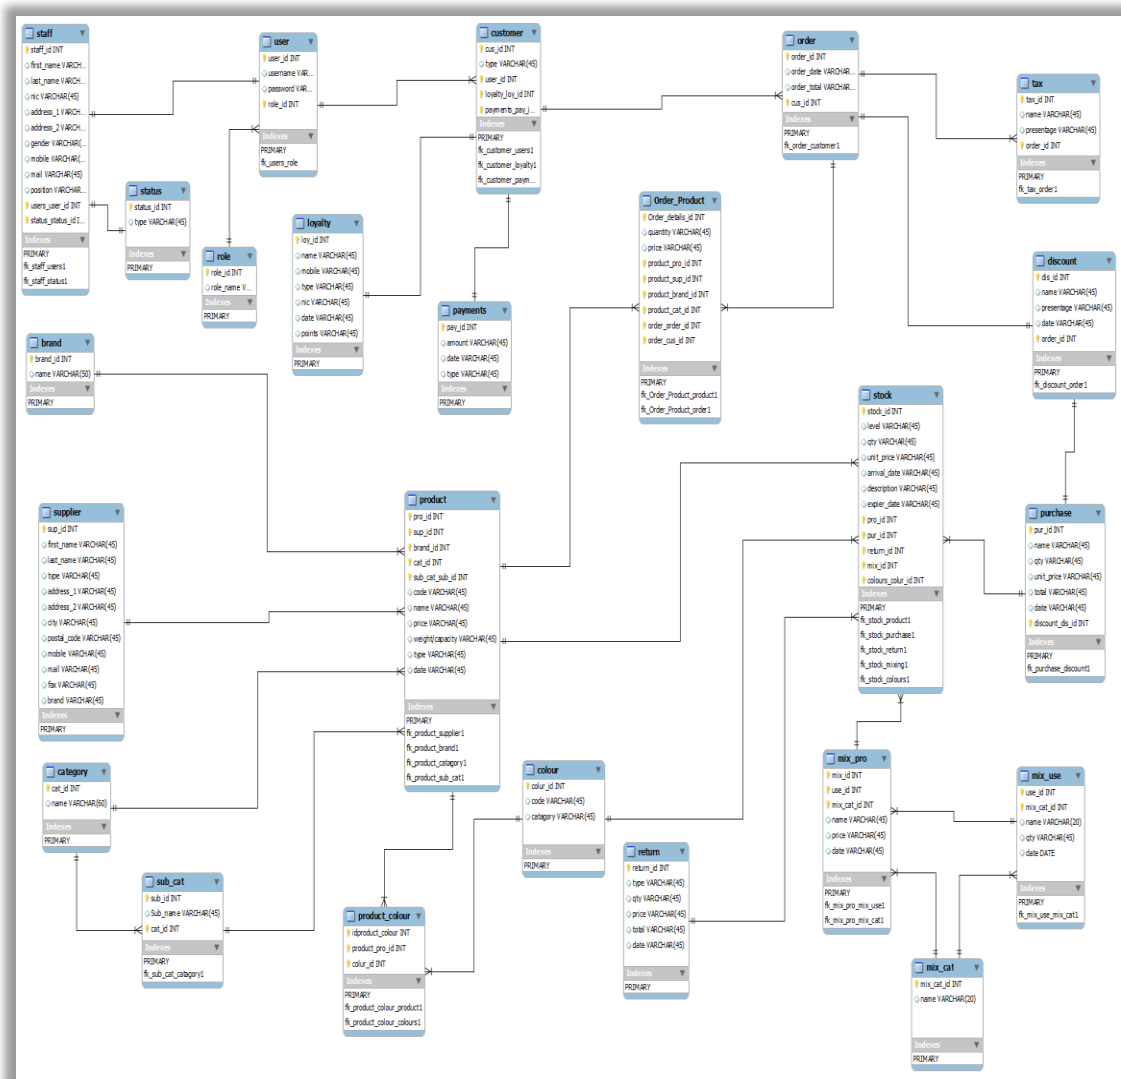 staff
staff_id INT
first_name VARCH...
last_name VARCH...
nic VARCHAR(45)
address_1 VARCH...
address_2 VARCH...
gender VARCHAR(...
mobile VARCHAR(...
mail VARCHAR(45)
position VARCHAR...
users_user_id INT
status_status_id I...
Indexes
PRIMARY
fk_staff_users1
fk_staff_status1
status
status_id INT
type VARCHAR(45)
Indexes
PRIMARY
user
user_id INT
username VAR...
password VAR...
role_id INT
Indexes
PRIMARY
fk_users_role
role
role_id INT
role_name V...
Indexes
PRIMARY
customer
cus_id INT
type VARCHAR(45)
user_id INT
loyalty_loy_id INT
payments_pay_i...
Indexes
PRIMARY
fk_customer_users1
fk_customer_loyalty1
fk_customer_paym...
loyalty
loy_id INT
name VARCHAR(45)
mobile VARCHAR(45)
type VARCHAR(45)
nic VARCHAR(45)
date VARCHAR(45)
points VARCHAR(45)
Indexes
PRIMARY
payments
pay_id INT
amount VARCHAR(45)
date VARCHAR(45)
type VARCHAR(45)
Indexes
PRIMARY
order
order_id INT
order_date VARCHAR...
order_total VARCHAR...
cus_id INT
Indexes
PRIMARY
fk_order_customer1
tax
tax_id INT
name VARCHAR(45)
presentage VARCHAR(45)
order_id INT
Indexes
PRIMARY
fk_tax_order1
Order_Product
Order_details_id INT
quantity VARCHAR(45)
price VARCHAR(45)
product_pro_id INT
product_sup_id INT
product_brand_id INT
product_cat_id INT
order_order_id INT
order_cus_id INT
Indexes
PRIMARY
fk_Order_Product_product1
fk_Order_Product_order1
discount
dis_id INT
name VARCHAR(45)
presentage VARCHAR(45)
date VARCHAR(45)
order_id INT
Indexes
PRIMARY
fk_discount_order1
brand
brand_id INT
name VARCHAR(50)
Indexes
PRIMARY
stock
stock_id INT
level VARCHAR(45)
qty VARCHAR(45)
unit_price VARCHAR(45)
arrival_date VARCHAR(45)
description VARCHAR(45)
expier_date VARCHAR(45)
pro_id INT
pur_id INT
return_id INT
mix_id INT
colours_colur_id INT
Indexes
PRIMARY
fk_stock_product1
fk_stock_purchase1
fk_stock_return1
fk_stock_mixing1
fk_stock_colours1
purchase
pur_id INT
name VARCHAR(45)
qty VARCHAR(45)
unit_price VARCHAR(45)
total VARCHAR(45)
date VARCHAR(45)
discount_dis_id INT
Indexes
PRIMARY
fk_purchase_discount1
supplier
sup_id INT
first_name VARCHAR(45)
last_name VARCHAR(45)
type VARCHAR(45)
address_1 VARCHAR(45)
address_2 VARCHAR(45)
city VARCHAR(45)
postal_code VARCHAR(45)
mobile VARCHAR(45)
mail VARCHAR(45)
fax VARCHAR(45)
brand VARCHAR(45)
Indexes
PRIMARY
product
pro_id INT
sup_id INT
brand_id INT
cat_id INT
sub_cat_sub_id INT
code VARCHAR(45)
name VARCHAR(45)
price VARCHAR(45)
weight/capacity VARCHAR(45)
type VARCHAR(45)
date VARCHAR(45)
Indexes
PRIMARY
fk_product_supplier1
fk_product_brand1
fk_product_catagory1
fk_product_sub_cat1
category
cat_id INT
name VARCHAR(60)
Indexes
PRIMARY
sub_cat
sub_id INT
Sub_name VARCHAR(45)
cat_id INT
Indexes
PRIMARY
fk_sub_cat_catagory1
product_colour
idproduct_colour INT
product_pro_id INT
colur_id INT
Indexes
PRIMARY
fk_product_colour_product1
fk_product_colour_colours1
colour
colur_id INT
code VARCHAR(45)
catagory VARCHAR(45)
Indexes
PRIMARY
return
return_id INT
type VARCHAR(45)
qty VARCHAR(45)
price VARCHAR(45)
total VARCHAR(45)
date VARCHAR(45)
Indexes
PRIMARY
mix_pro
mix_id INT
use_id INT
mix_cat_id INT
name VARCHAR(45)
price VARCHAR(45)
date VARCHAR(45)
Indexes
PRIMARY
fk_mix_pro_mix_use1
fk_mix_pro_mix_cat1
mix_use
use_id INT
mix_cat_id INT
name VARCHAR(20)
qty VARCHAR(45)
date DATE
Indexes
PRIMARY
fk_mix_use_mix_cat1
mix_cat
mix_cat_id INT
name VARCHAR(20)
Indexes
PRIMARY